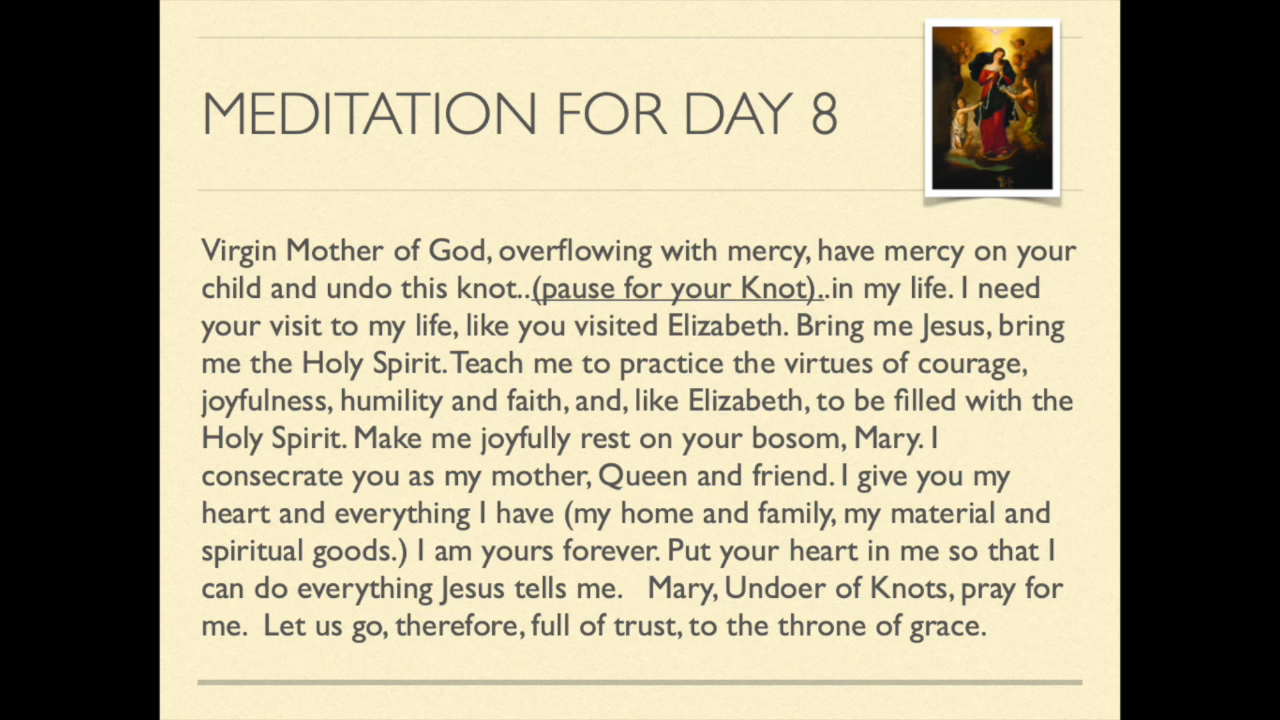 MEDITATION FOR DAY 8
Virgin Mother of God, overflowing with mercy, have mercy on your
child and undo this knot..(pause for your Knot)..in my life. I need
your visit to my life, like you visited Elizabeth. Bring me Jesus, bring
me the Holy Spirit. Teach me to practice the virtues of courage,
joyfulness, humility and faith, and, like Elizabeth, to be filled with the
Holy Spirit. Make me joyfully rest on your bosom, Mary. I
consecrate you as my mother, Queen and friend. I give you my
heart and everything I have (my home and family, my material and
spiritual goods.) I am yours forever. Put your heart in me so that I
can do everything Jesus tells me.   Mary, Undoer of Knots, pray for
me.  Let us go, therefore, full of trust, to the throne of grace.